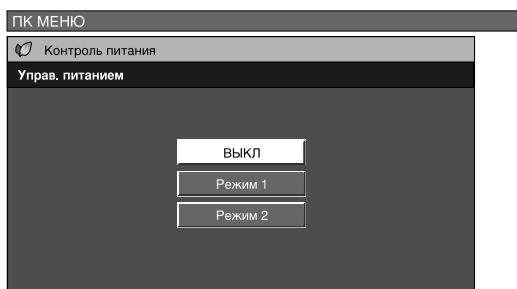 ПК МЕНЮ
Контроль питания
Управ. питанием
ВЫКЛ
Режим 1
Режим 2